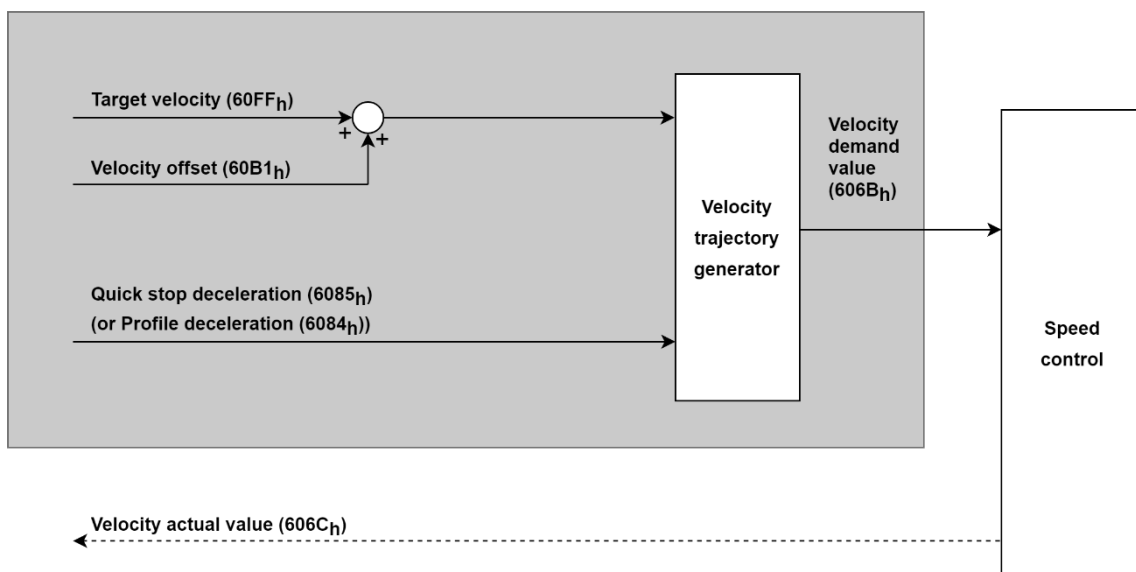 Target velocity (60FFh)
+
+
Velocity offset (60B1h)
Quick stop deceleration (6085h)
(or Profile deceleration (6084h))
Velocity
trajectory
generator
Velocity
demand
value
(606Bh)
Speed
control
Velocity actual value (606Ch)